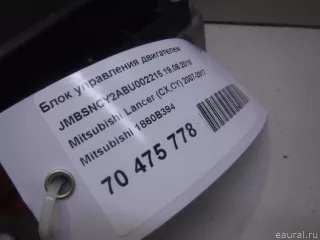 Блок управления двигателем
JMBSNCY2ABU002215 19.08.2016
Mitsubishi Lancer (CX,CY) 2007-2017
Mitsubishi 1860B394
70 475 778
eaural.ru